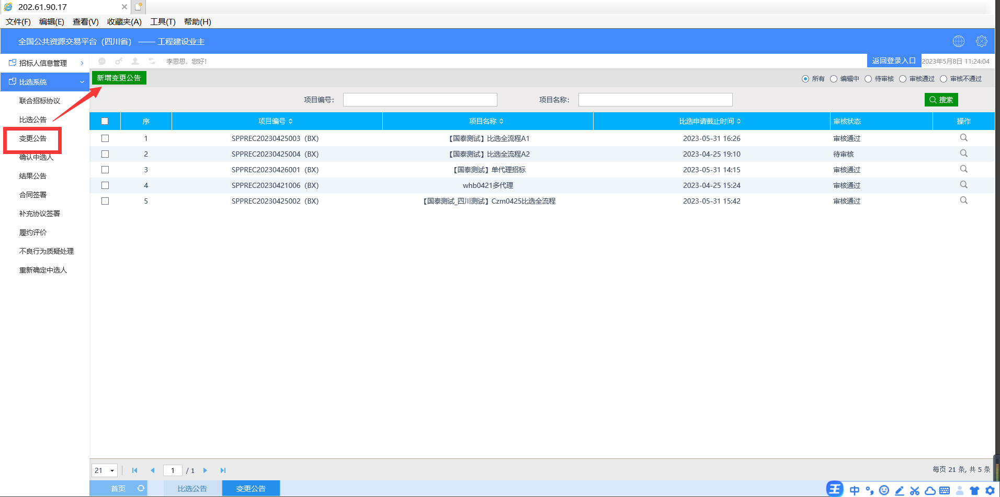 202.61.90.17
文件(F) 编辑(E) 查看(V) 收藏夹(A) 工具(T) 帮助(H)
全国公共资源交易平台（四川省） —— 工程建设业主
招标人信息管理
李思思，您好！
返回登录入口
2023年5月8日 11:24:04
比选系统
新增变更公告
所有 编辑中 待审核 审核通过 审核不通过
联合招标协议
比选公告
变更公告
确认中选人
结果公告
合同签署
补充协议签署
履约评价
不良行为质疑处理
重新确定中选人
项目编号： 项目名称： 搜索
序 项目编号 项目名称 比选申请截止时间 审核状态 操作
1 SPPREC20230425003（BX） 【国泰测试】比选全流程A1 2023-05-31 16:26 审核通过
2 SPPREC20230425004（BX） 【国泰测试】比选全流程A2 2023-04-25 19:10 待审核
3 SPPREC20230426001（BX） 【国泰测试】单代理招标 2023-05-31 14:15 审核通过
4 SPPREC20230421006（BX） whb0421多代理 2023-04-25 15:24 审核通过
5 SPPREC20230425002（BX） 【国泰测试_四川测试】Czm0425比选全流程 2023-05-31 15:42 审核通过
21 1 / 1 每页 21 条, 共 5 条
首页 比选公告 变更公告
王 中